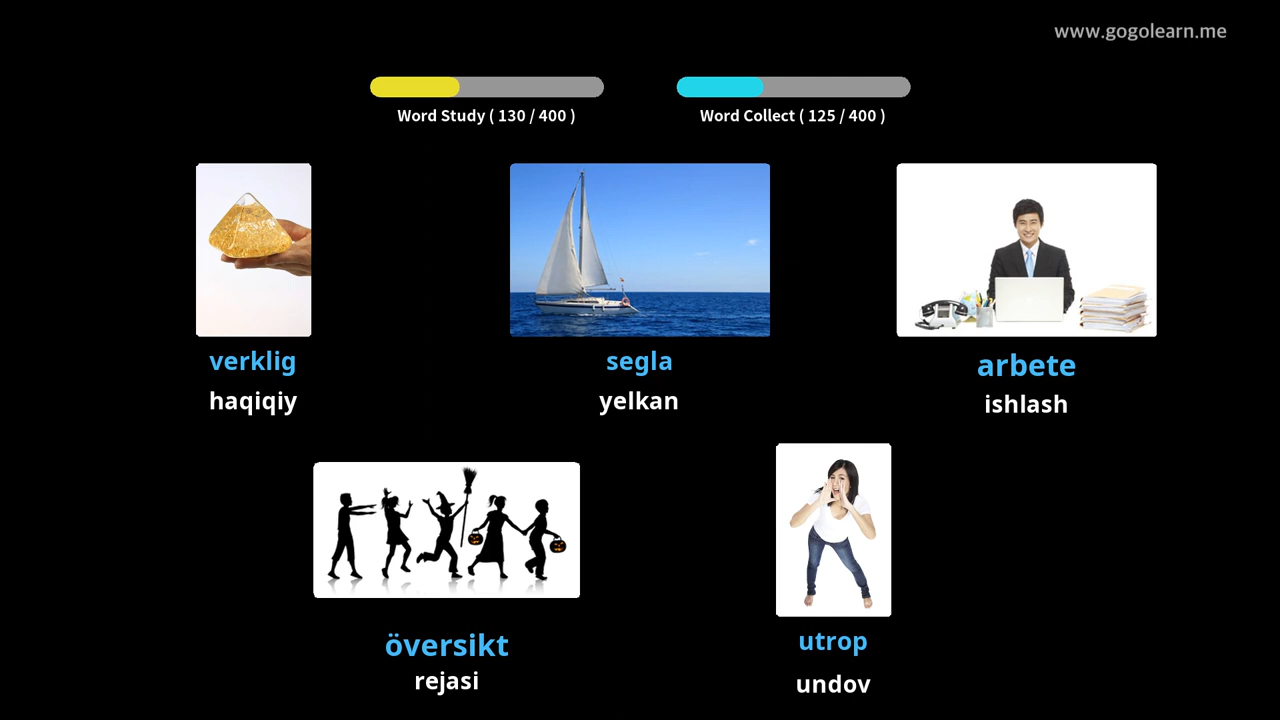 www.gogolearn.me
Word Study ( 130 / 400 )
Word Collect ( 125 / 400 )
verklig
haqiqiy
segla
yelkan
arbete
ishlash
översikt
rejasi
utrop
undov